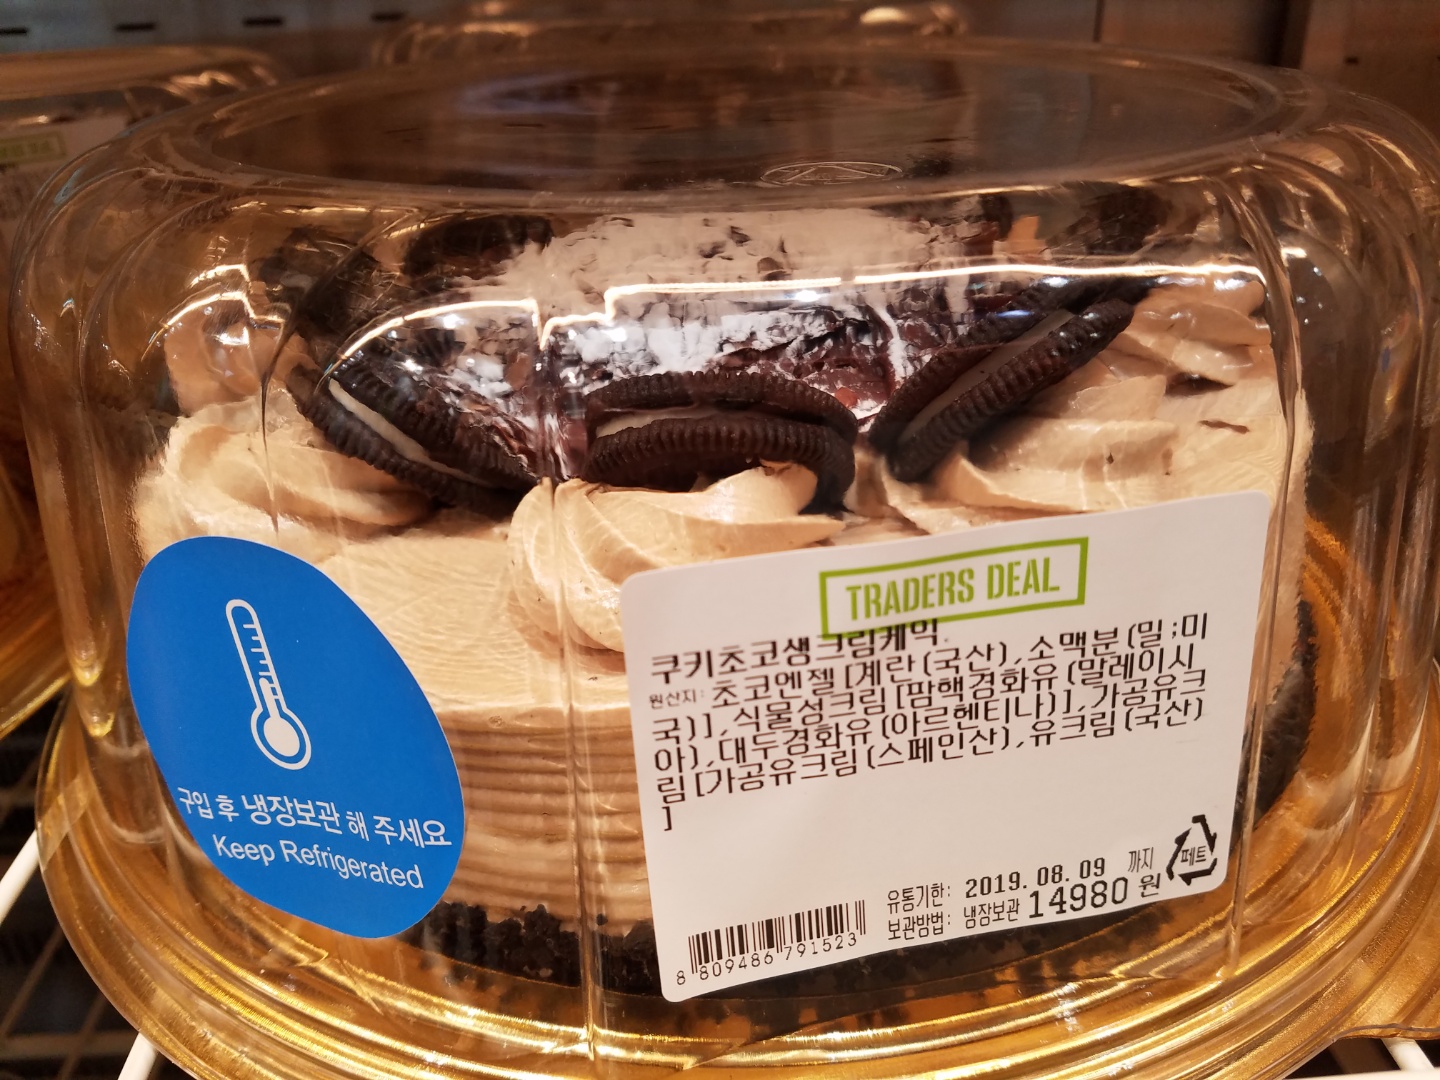 TRADERS DEAL
쿠키초코생크림케익
원산지: 초코엔젤[계란(국산),소맥분(밀;미
국)],식물성크림[팜핵경화유(말레이시
아),대두경화유(아르헨티나)],가공유크
림[가공유크림(스페인산),유크림(국산)
]
유통기한: 2019.08.09 까지
보관방법: 냉장보관 14980원
페트
8 809486 791523
구입 후 냉장보관 해 주세요
Keep Refrigerated